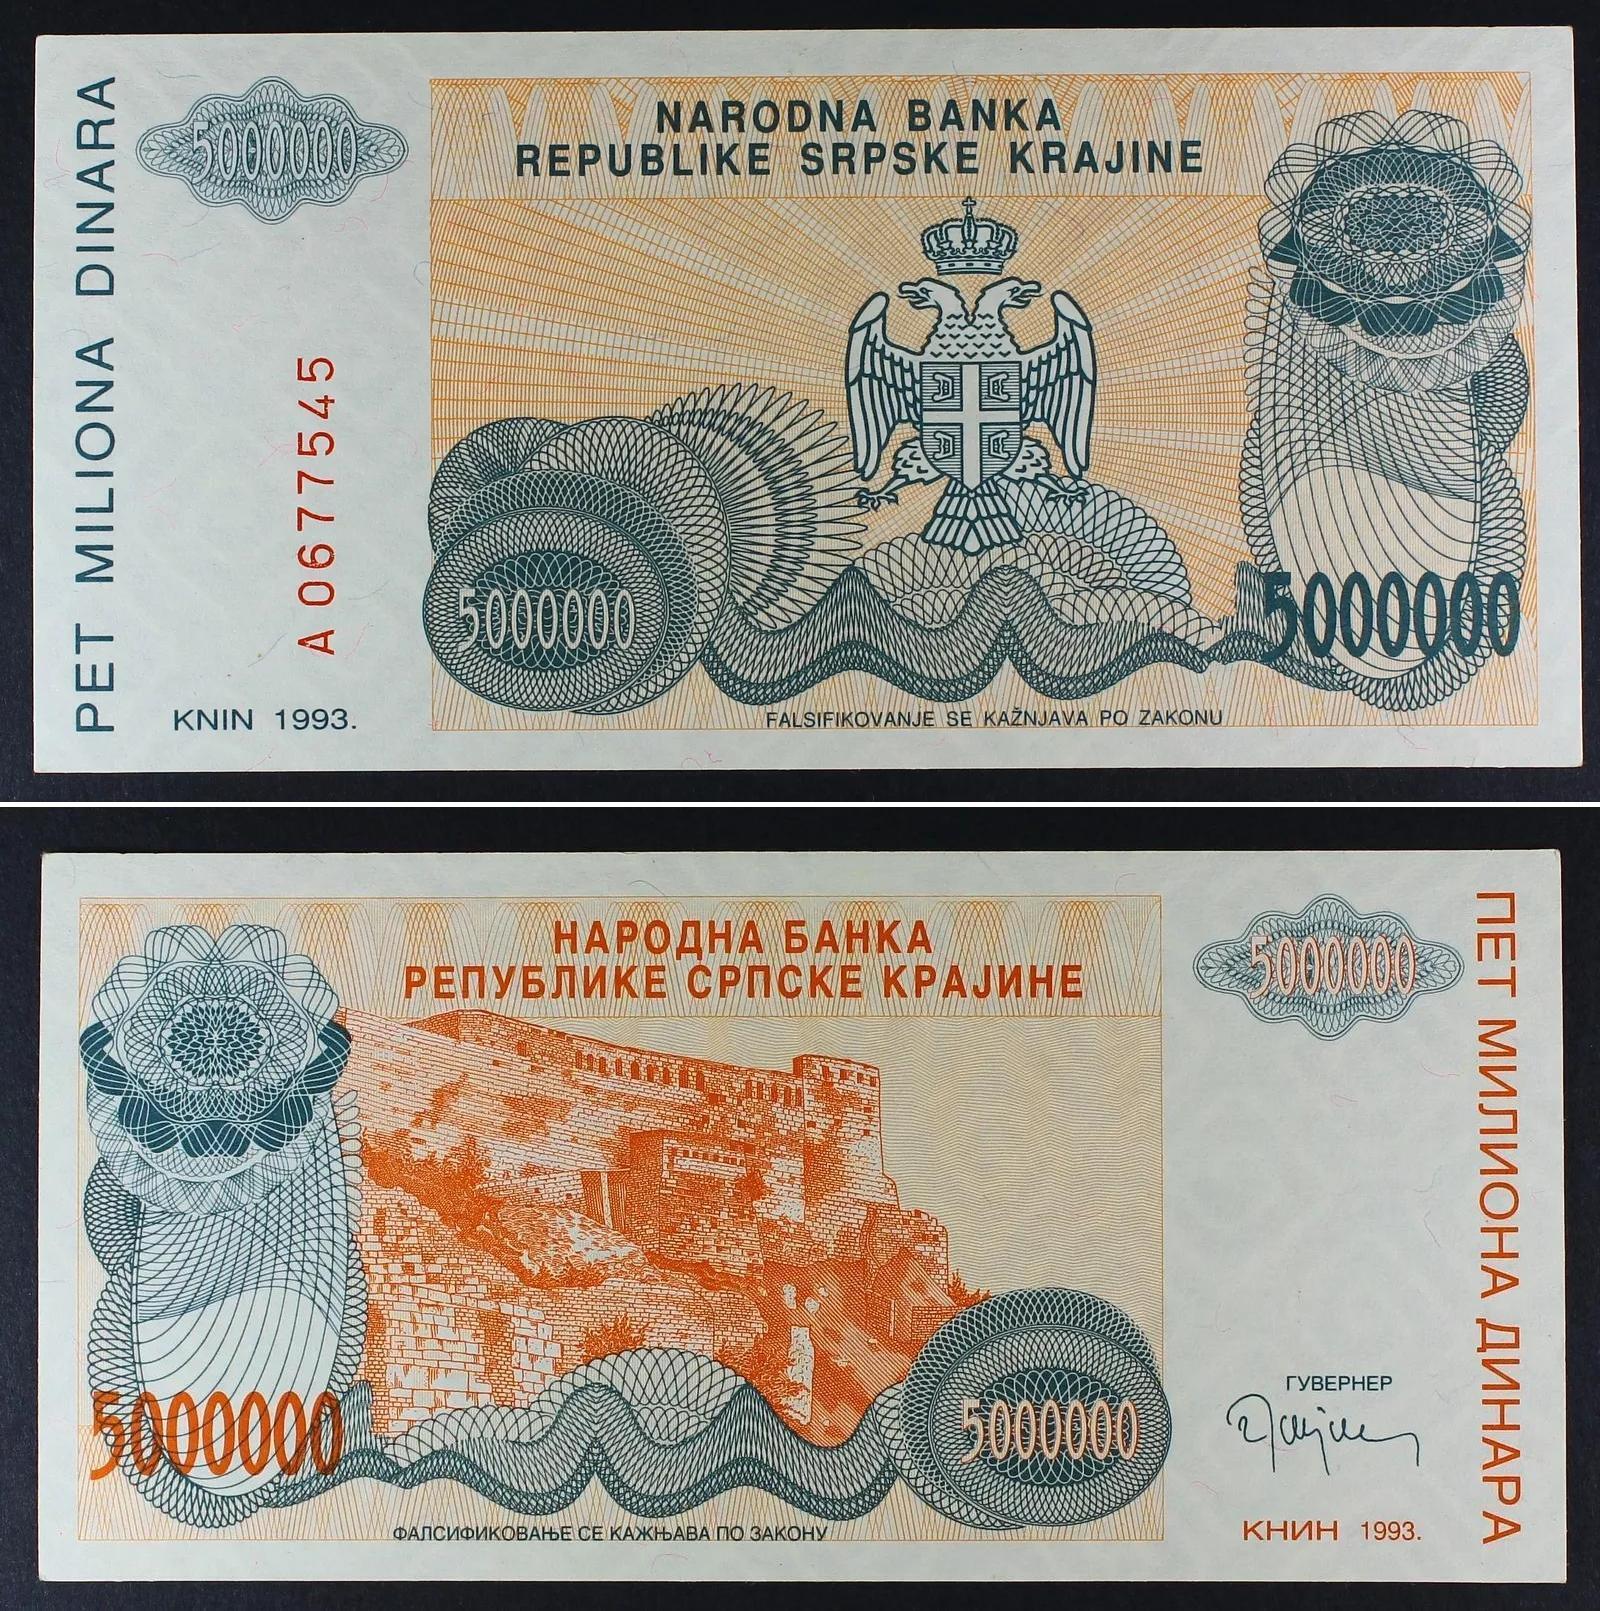 PET MILIONA DINARA
5000000
NARODNA BANKA
REPUBLIKE SRPSKE KRAJINE
A 0677545
5000000
5000000
KNIN 1993.
FALSIFIKOVANJE SE KAŽNJAVA PO ZAKONU
НАРОДНА БАНКА
РЕПУБЛИКЕ СРПСКЕ КРАЈИНЕ
5000000
ПЕТ МИЛИОНА ДИНАРА
5000000
5000000
ГУВЕРНЕР
ФАЛСИФИКОВАЊЕ СЕ КАЖЊАВА ПО ЗАКОНУ
КНИН 1993.